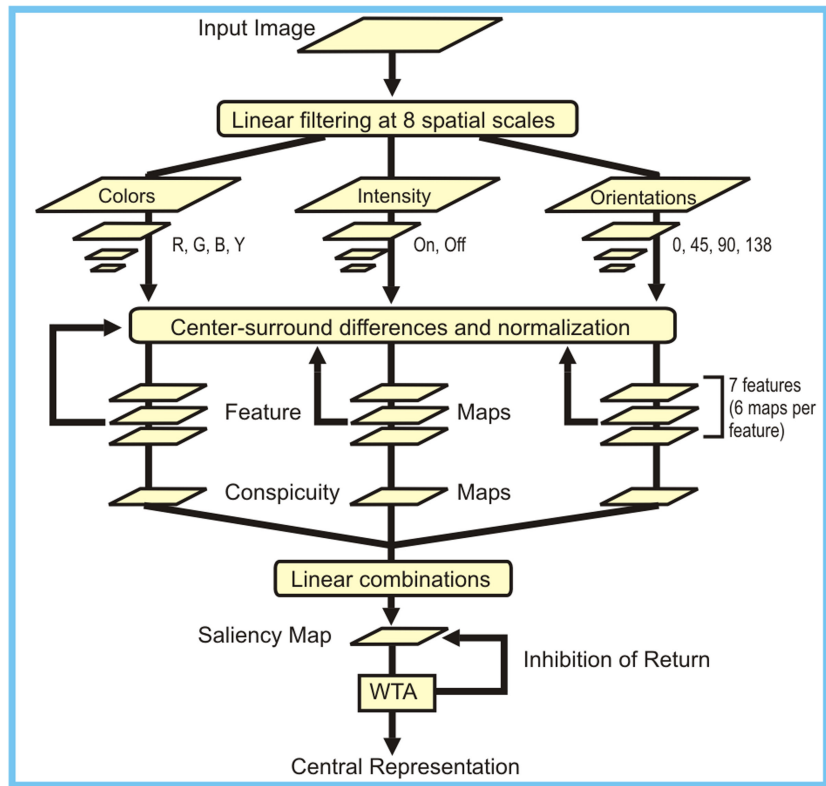 Input Image
Linear filtering at 8 spatial scales
Colors
Intensity
Orientations
R, G, B, Y
On, Off
0, 45, 90, 138
Center-surround differences and normalization
Feature
Maps
7 features
(6 maps per
feature)
Conspicuity
Maps
Linear combinations
Saliency Map
Inhibition of Return
WTA
Central Representation